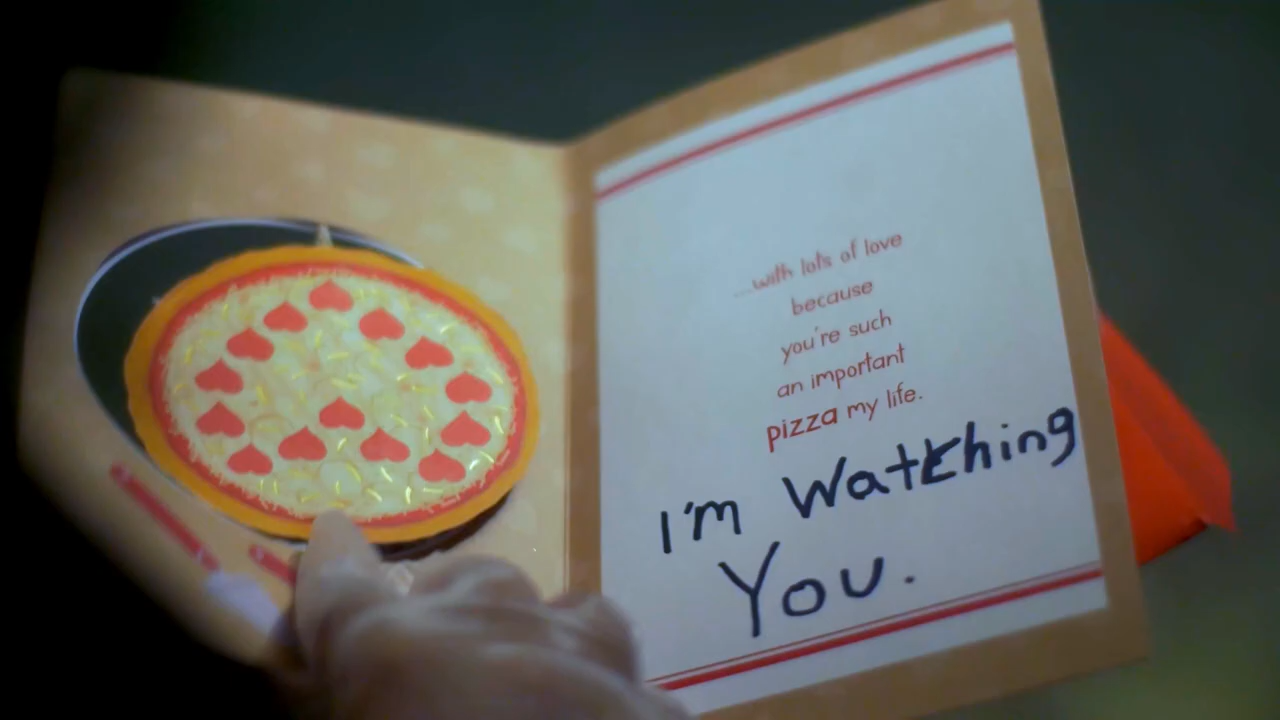 ...with lots of love
because
you're such
an important
pizza my life.
I'm Watching
You.